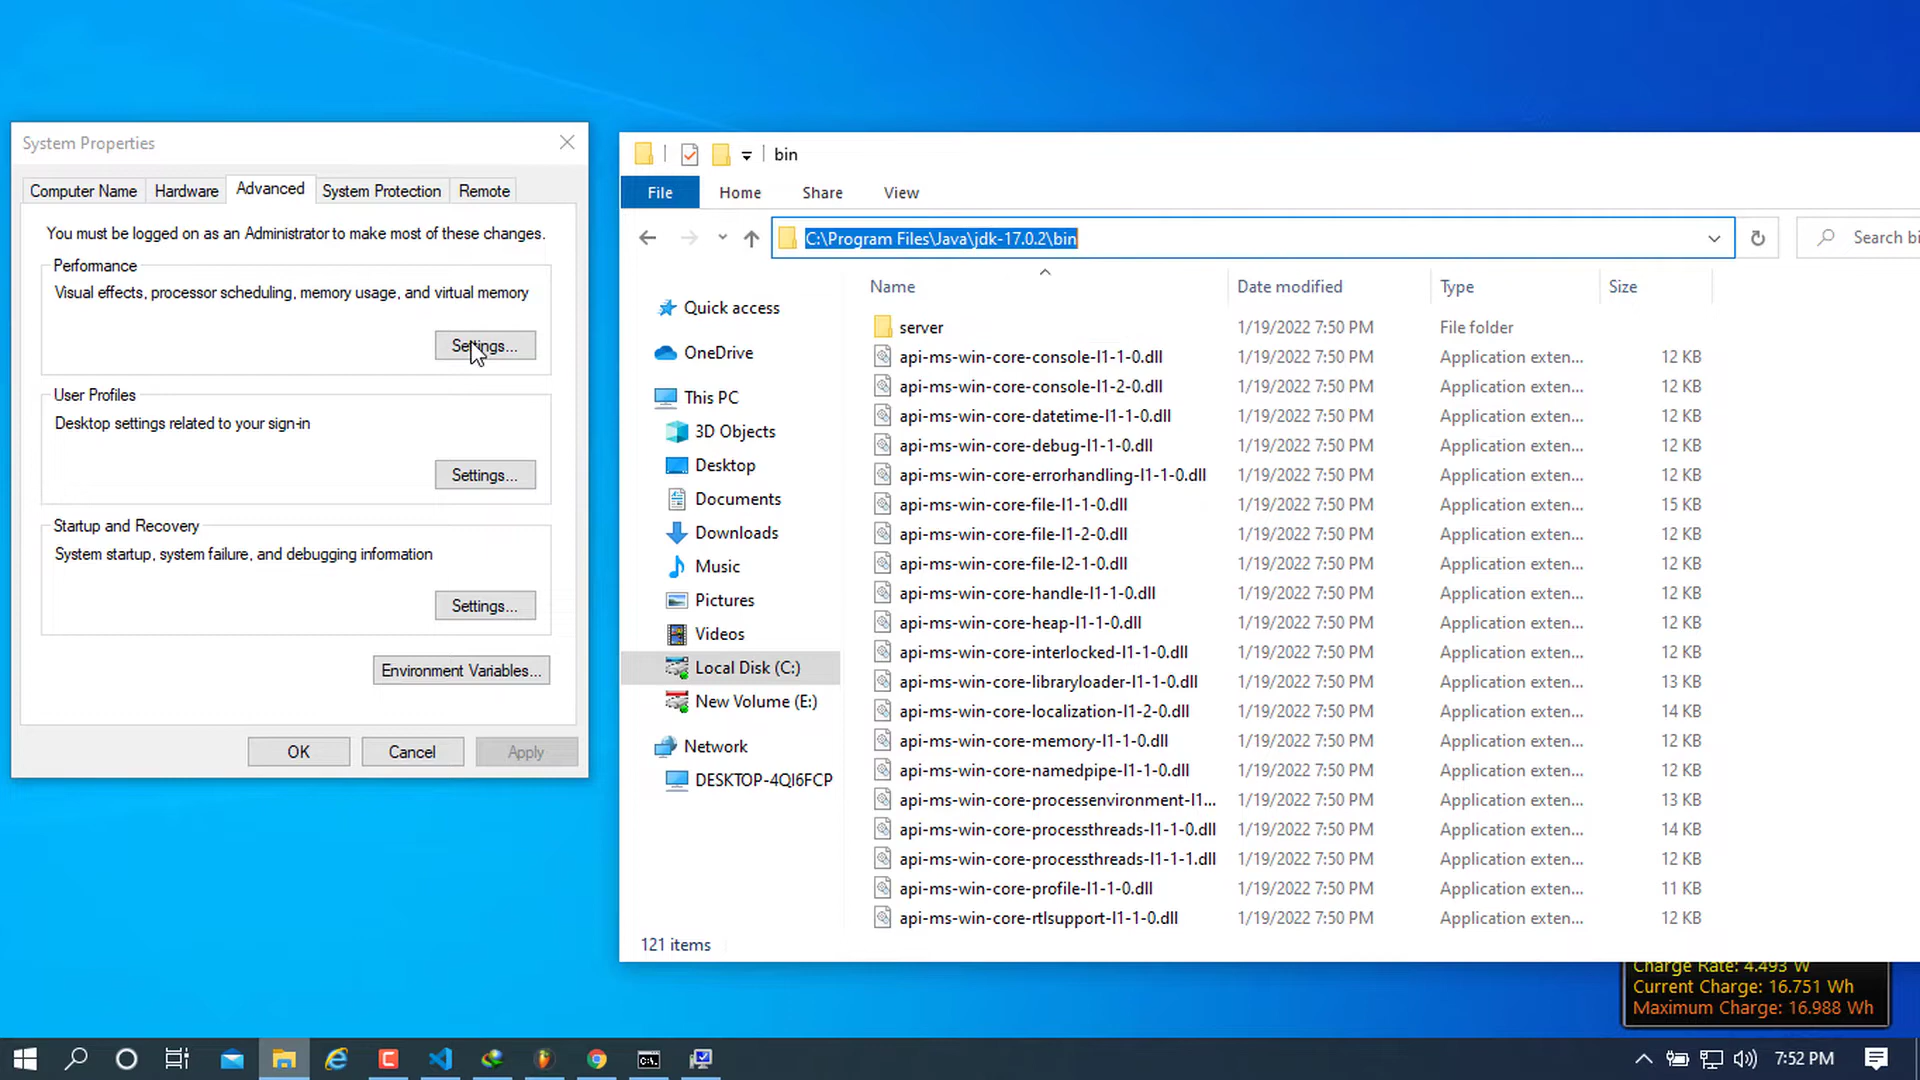 System Properties
Computer Name
Hardware
Advanced
System Protection
Remote
You must be logged on as an Administrator to make most of these changes.
Performance
Visual effects, processor scheduling, memory usage, and virtual memory
Settings...
User Profiles
Desktop settings related to your sign-in
Settings...
Startup and Recovery
System startup, system failure, and debugging information
Settings...
Environment Variables...
OK
Cancel
Apply
bin
File
Home
Share
View
C:\Program Files\Java\jdk-17.0.2\bin
Search bi
Quick access
OneDrive
This PC
3D Objects
Desktop
Documents
Downloads
Music
Pictures
Videos
Local Disk (C:)
New Volume (E:)
Network
DESKTOP-4QI6FCP
Name Date modified Type Size
server 1/19/2022 7:50 PM File folder
api-ms-win-core-console-l1-1-0.dll 1/19/2022 7:50 PM Application exten... 12 KB
api-ms-win-core-console-l1-2-0.dll 1/19/2022 7:50 PM Application exten... 12 KB
api-ms-win-core-datetime-l1-1-0.dll 1/19/2022 7:50 PM Application exten... 12 KB
api-ms-win-core-debug-l1-1-0.dll 1/19/2022 7:50 PM Application exten... 12 KB
api-ms-win-core-errorhandling-l1-1-0.dll 1/19/2022 7:50 PM Application exten... 12 KB
api-ms-win-core-file-l1-1-0.dll 1/19/2022 7:50 PM Application exten... 15 KB
api-ms-win-core-file-l1-2-0.dll 1/19/2022 7:50 PM Application exten... 12 KB
api-ms-win-core-file-l2-1-0.dll 1/19/2022 7:50 PM Application exten... 12 KB
api-ms-win-core-handle-l1-1-0.dll 1/19/2022 7:50 PM Application exten... 12 KB
api-ms-win-core-heap-l1-1-0.dll 1/19/2022 7:50 PM Application exten... 12 KB
api-ms-win-core-interlocked-l1-1-0.dll 1/19/2022 7:50 PM Application exten... 12 KB
api-ms-win-core-libraryloader-l1-1-0.dll 1/19/2022 7:50 PM Application exten... 13 KB
api-ms-win-core-localization-l1-2-0.dll 1/19/2022 7:50 PM Application exten... 14 KB
api-ms-win-core-memory-l1-1-0.dll 1/19/2022 7:50 PM Application exten... 12 KB
api-ms-win-core-namedpipe-l1-1-0.dll 1/19/2022 7:50 PM Application exten... 12 KB
api-ms-win-core-processenvironment-l1... 1/19/2022 7:50 PM Application exten... 13 KB
api-ms-win-core-processthreads-l1-1-0.dll 1/19/2022 7:50 PM Application exten... 14 KB
api-ms-win-core-processthreads-l1-1-1.dll 1/19/2022 7:50 PM Application exten... 12 KB
api-ms-win-core-profile-l1-1-0.dll 1/19/2022 7:50 PM Application exten... 11 KB
api-ms-win-core-rtlsupport-l1-1-0.dll 1/19/2022 7:50 PM Application exten... 12 KB
121 items
Charge Rate: 4.493 W
Current Charge: 16.751 Wh
Maximum Charge: 16.988 Wh
7:52 PM